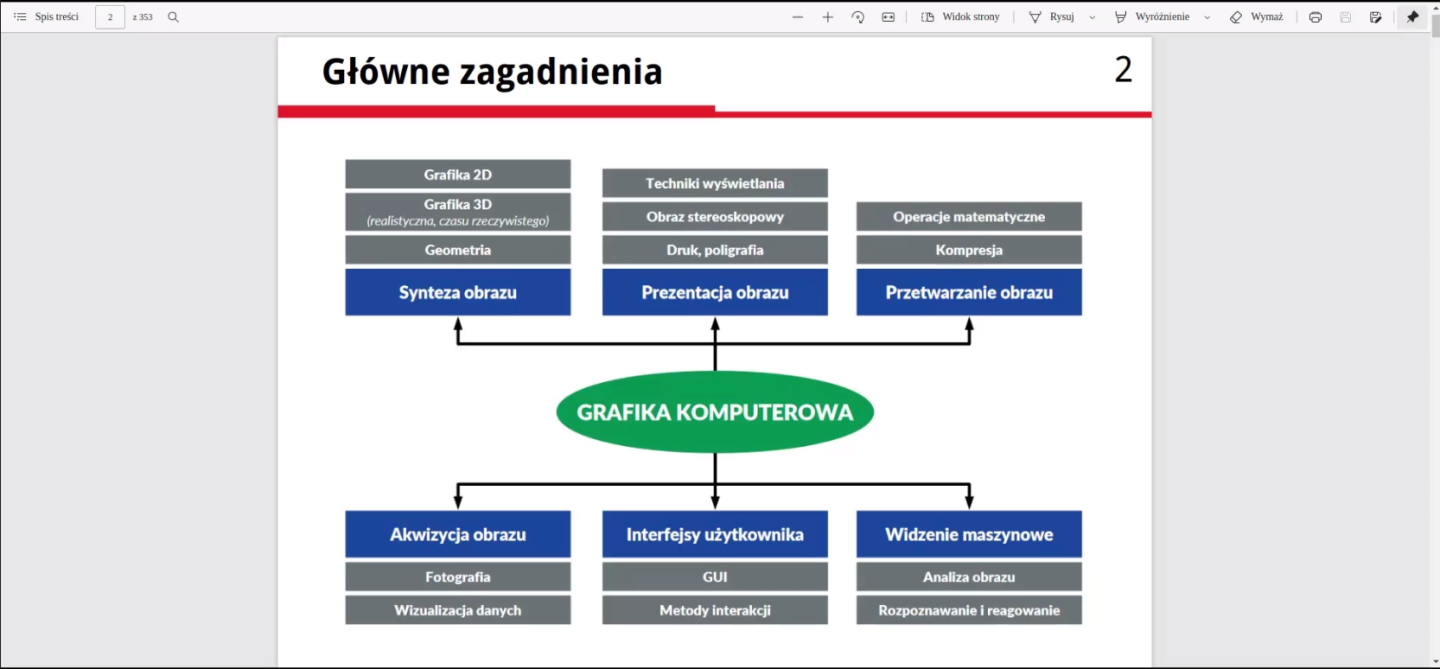 Spis treści
2
z 353
Widok strony
Rysuj
Wyróżnienie
Wymaż
Główne zagadnienia
2
Grafika 2D
Grafika 3D
(realistyczna, czasu rzeczywistego)
Geometria
Synteza obrazu
Techniki wyświetlania
Obraz stereoskopowy
Druk, poligrafia
Prezentacja obrazu
Operacje matematyczne
Kompresja
Przetwarzanie obrazu
GRAFIKA KOMPUTEROWA
Akwizycja obrazu
Fotografia
Wizualizacja danych
Interfejsy użytkownika
GUI
Metody interakcji
Widzenie maszynowe
Analiza obrazu
Rozpoznawanie i reagowanie